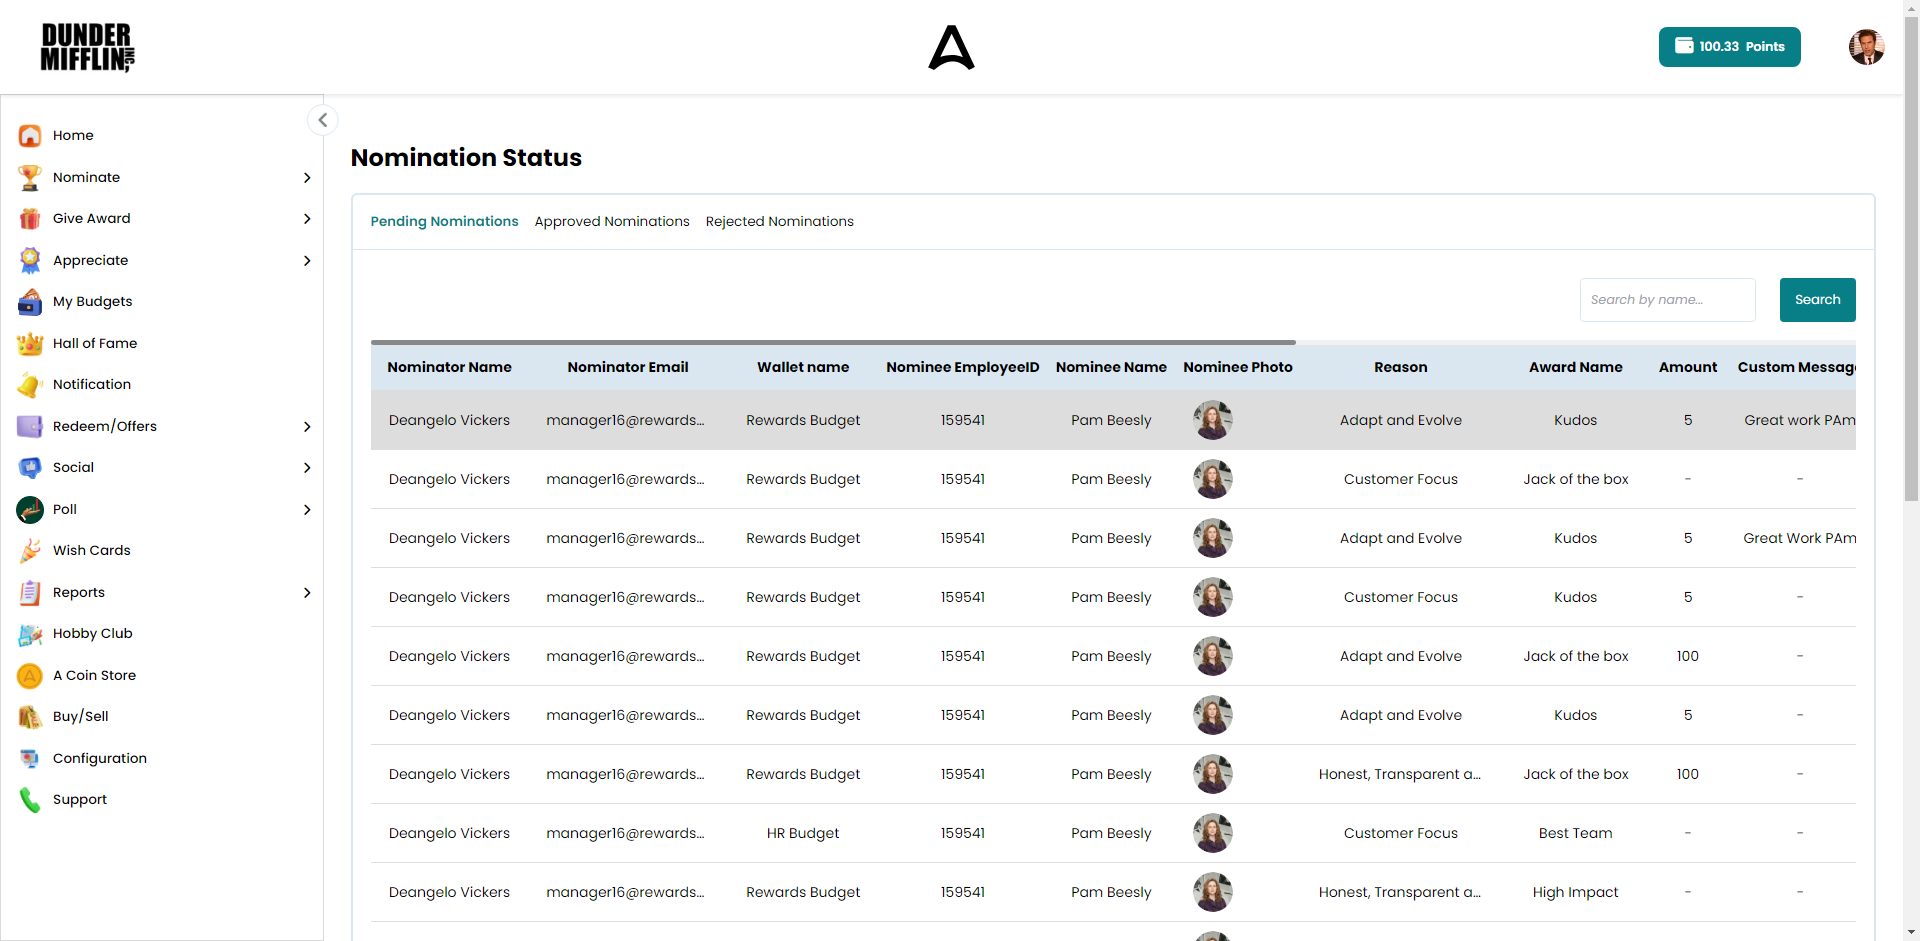 DUNDER
MIFFLIN, INC
100.33 Points
Home
Nominate
Give Award
Appreciate
My Budgets
Hall of Fame
Notification
Redeem/Offers
Social
Poll
Wish Cards
Reports
Hobby Club
A Coin Store
Buy/Sell
Configuration
Support
Nomination Status
Pending Nominations Approved Nominations Rejected Nominations
Search by name... Search
Nominator Name Nominator Email Wallet name Nominee EmployeeID Nominee Name Nominee Photo Reason Award Name Amount Custom Message
Deangelo Vickers manager16@rewards... Rewards Budget 159541 Pam Beesly Adapt and Evolve Kudos 5 Great work PAm
Deangelo Vickers manager16@rewards... Rewards Budget 159541 Pam Beesly Customer Focus Jack of the box - -
Deangelo Vickers manager16@rewards... Rewards Budget 159541 Pam Beesly Adapt and Evolve Kudos 5 Great Work PAm
Deangelo Vickers manager16@rewards... Rewards Budget 159541 Pam Beesly Customer Focus Kudos 5 -
Deangelo Vickers manager16@rewards... Rewards Budget 159541 Pam Beesly Adapt and Evolve Jack of the box 100 -
Deangelo Vickers manager16@rewards... Rewards Budget 159541 Pam Beesly Adapt and Evolve Kudos 5 -
Deangelo Vickers manager16@rewards... Rewards Budget 159541 Pam Beesly Honest, Transparent a... Jack of the box 100 -
Deangelo Vickers manager16@rewards... HR Budget 159541 Pam Beesly Customer Focus Best Team - -
Deangelo Vickers manager16@rewards... Rewards Budget 159541 Pam Beesly Honest, Transparent a... High Impact - -